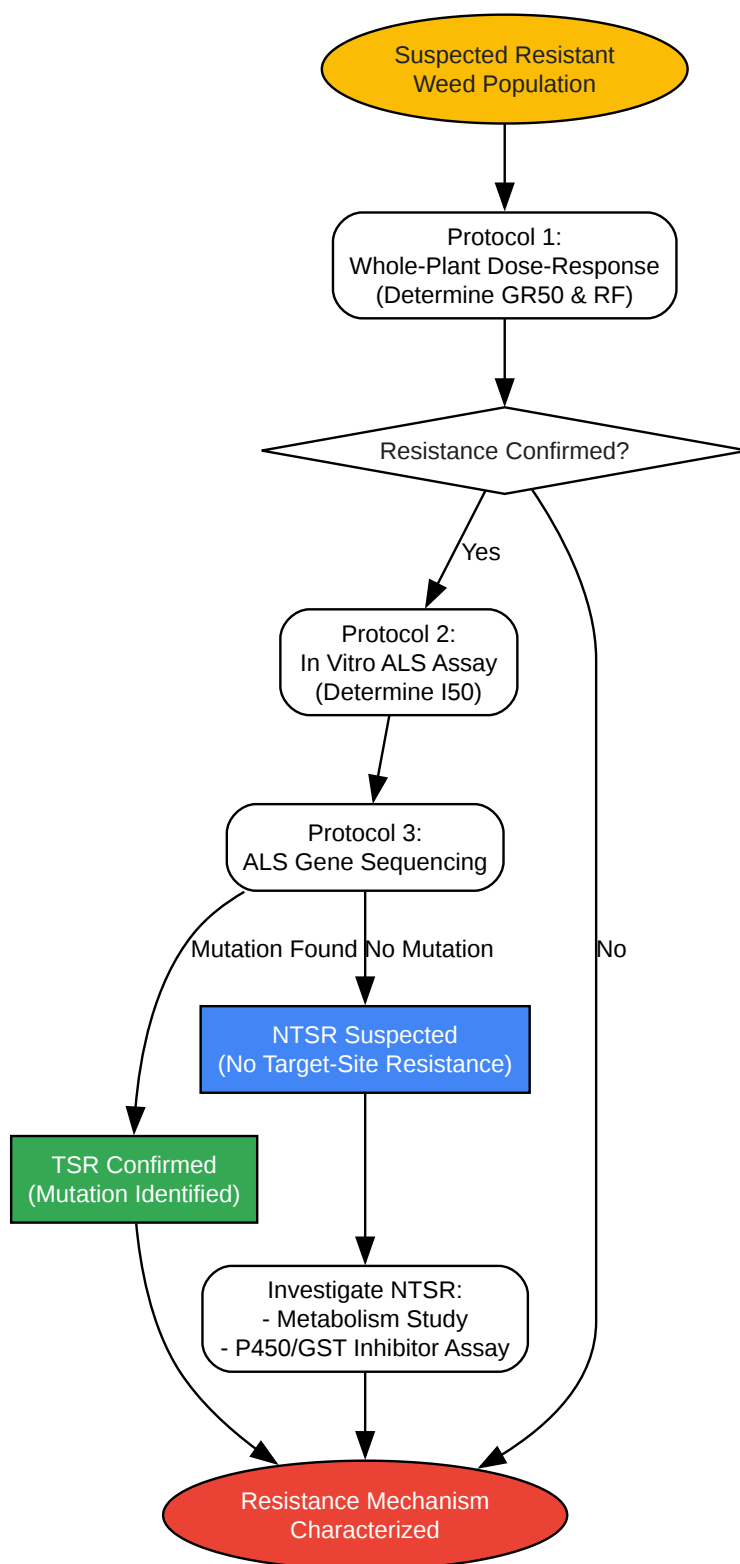 Suspected Resistant
Weed Population
Protocol 1:
Whole-Plant Dose-Response
(Determine GR50 & RF)
Resistance Confirmed?
Yes
Protocol 2:
In Vitro ALS Assay
(Determine I50)
Protocol 3:
ALS Gene Sequencing
Mutation Found
No Mutation
No
NTSR Suspected
(No Target-Site Resistance)
TSR Confirmed
(Mutation Identified)
Investigate NTSR:
- Metabolism Study
- P450/GST Inhibitor Assay
Resistance Mechanism
Characterized